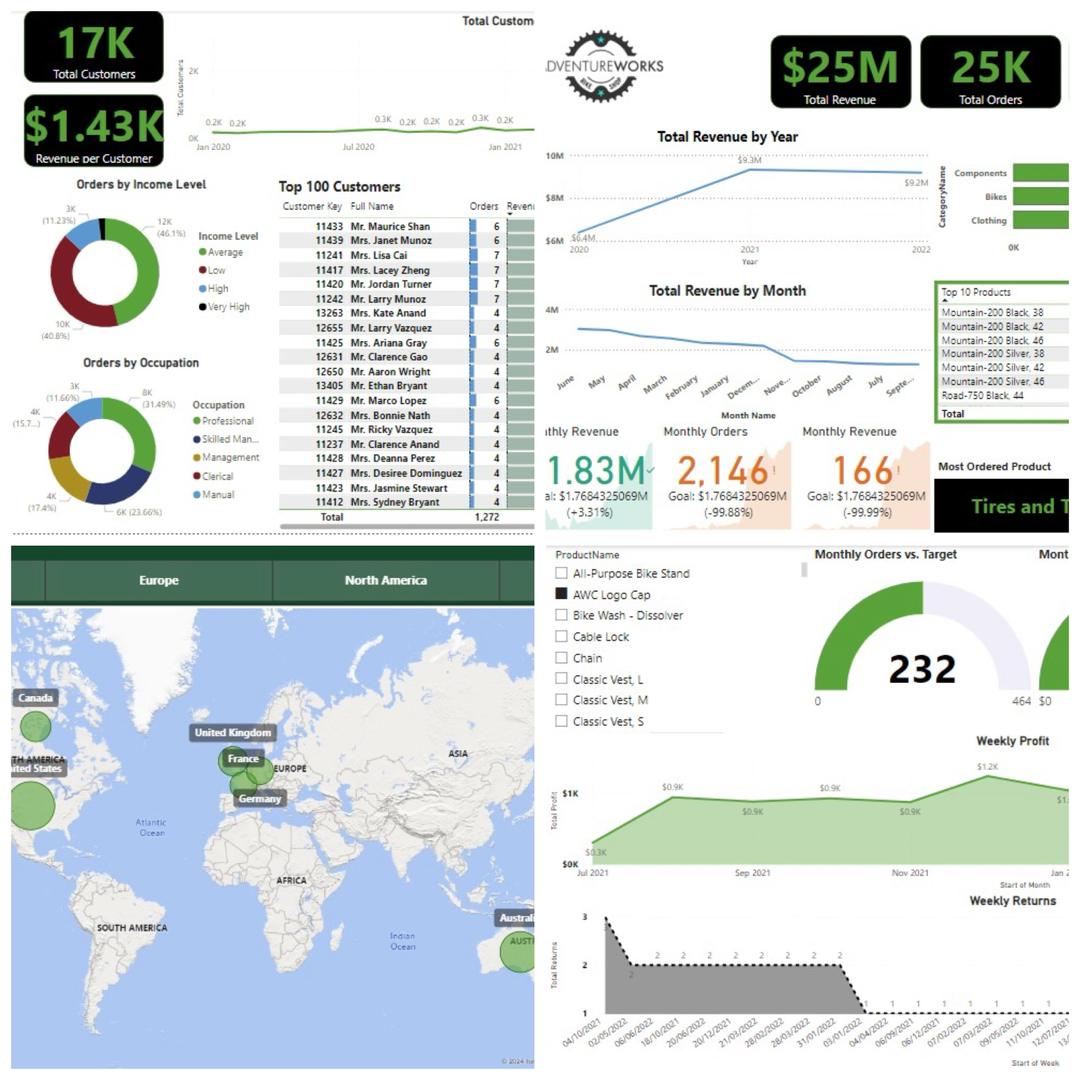 17K
Total Customers
$1.43K
Revenue per Customer
Total Custom
Total Customers
2K
0K
0.2K 0.2K 0.3K 0.2K 0.2K 0.2K 0.3K 0.2K
Jan 2020 Jul 2020 Jan 2021
Orders by Income Level
3K
(11.23%)
12K
(46.1%)
10K
(40.8%)
Income Level
Average
Low
High
Very High
Orders by Occupation
3K
(11.66%)
8K
(31.49%)
4K
(15.7...)
4K
(17.4%)
6K (23.66%)
Occupation
Professional
Skilled Man...
Management
Clerical
Manual
Top 100 Customers
Customer Key Full Name Orders Revenu
11433 Mr. Maurice Shan 6
11439 Mrs. Janet Munoz 6
11241 Mrs. Lisa Cai 7
11417 Mrs. Lacey Zheng 7
11420 Mr. Jordan Turner 7
11242 Mr. Larry Munoz 7
13263 Mrs. Kate Anand 4
12655 Mr. Larry Vazquez 4
11425 Mrs. Ariana Gray 6
12631 Mr. Clarence Gao 4
12650 Mr. Aaron Wright 4
13405 Mr. Ethan Bryant 4
11429 Mr. Marco Lopez 6
12632 Mrs. Bonnie Nath 4
11245 Mr. Ricky Vazquez 4
11237 Mr. Clarence Anand 4
11428 Mrs. Deanna Perez 4
11427 Mrs. Desiree Dominguez 4
11423 Mrs. Jasmine Stewart 4
11412 Mrs. Sydney Bryant 4
Total 1,272
DVENTUREWORKS
BIKE SHOP
$25M
Total Revenue
25K
Total Orders
Total Revenue by Year
10M
$8M
$6M
$6.4M
$9.3M
$9.2M
2020 2021 2022
Year
CategoryName
Components
Bikes
Clothing
0K
Total Revenue by Month
4M
2M
June May April March February January Decem... Nove... October August July Septe...
Month Name
Top 10 Products
Mountain-200 Black, 38
Mountain-200 Black, 42
Mountain-200 Black, 46
Mountain-200 Silver, 38
Mountain-200 Silver, 42
Mountain-200 Silver, 46
Road-750 Black, 44
Total
thly Revenue
1.83M
al: $1.7684325069M
(+3.31%)
Monthly Orders
2,146!
Goal: $1.7684325069M
(-99.88%)
Monthly Revenue
166!
Goal: $1.7684325069M
(-99.99%)
Most Ordered Product
Tires and T
Europe North America
Canada
TH AMERICA
ited States
United Kingdom
France
EUROPE
Germany
ASIA
Atlantic
Ocean
AFRICA
SOUTH AMERICA
Indian
Ocean
Australi
AUST
© 2024
ProductName
All-Purpose Bike Stand
AWC Logo Cap
Bike Wash - Dissolver
Cable Lock
Chain
Classic Vest, L
Classic Vest, M
Classic Vest, S
Monthly Orders vs. Target
232
0 464
Mont
$0
Weekly Profit
Total Profit
$1K
$0K
$0.3K $0.9K $0.9K $0.9K $0.9K $1.2K $1.
Jul 2021 Sep 2021 Nov 2021 Jan 2
Start of Month
Weekly Returns
Total Returns
3
2
1
3 2 2 2 2 2 2 2 2 2 1 1 1 1 1 1 1 1
04/10/2021 02/05/2022 06/06/2022 18/10/2021 20/06/2022 20/12/2021 21/03/2022 28/02/2022 28/03/2022 31/01/2022 03/01/2022 04/04/2022 06/09/2021 06/12/2021 07/02/2022 07/03/2022 09/05/2022 11/10/2021 12/07/2021 13/
Start of Week